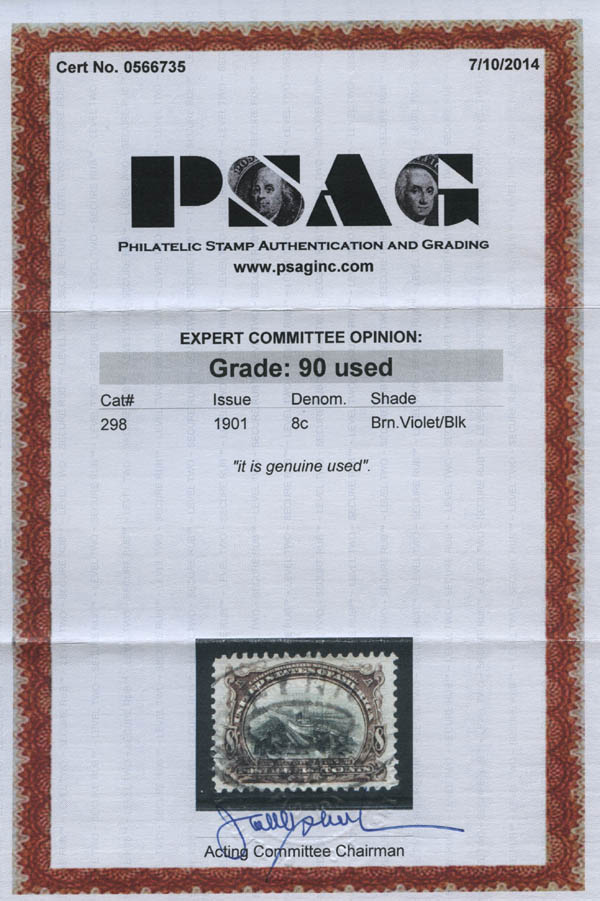 Cert No. 0566735 7/10/2014
PSAG
PHILATELIC STAMP AUTHENTICATION AND GRADING
www.psaginc.com
EXPERT COMMITTEE OPINION:
Grade: 90 used
Cat# Issue Denom. Shade
298 1901 8c Brn.Violet/Blk
"it is genuine used".
8 8
Acting Committee Chairman